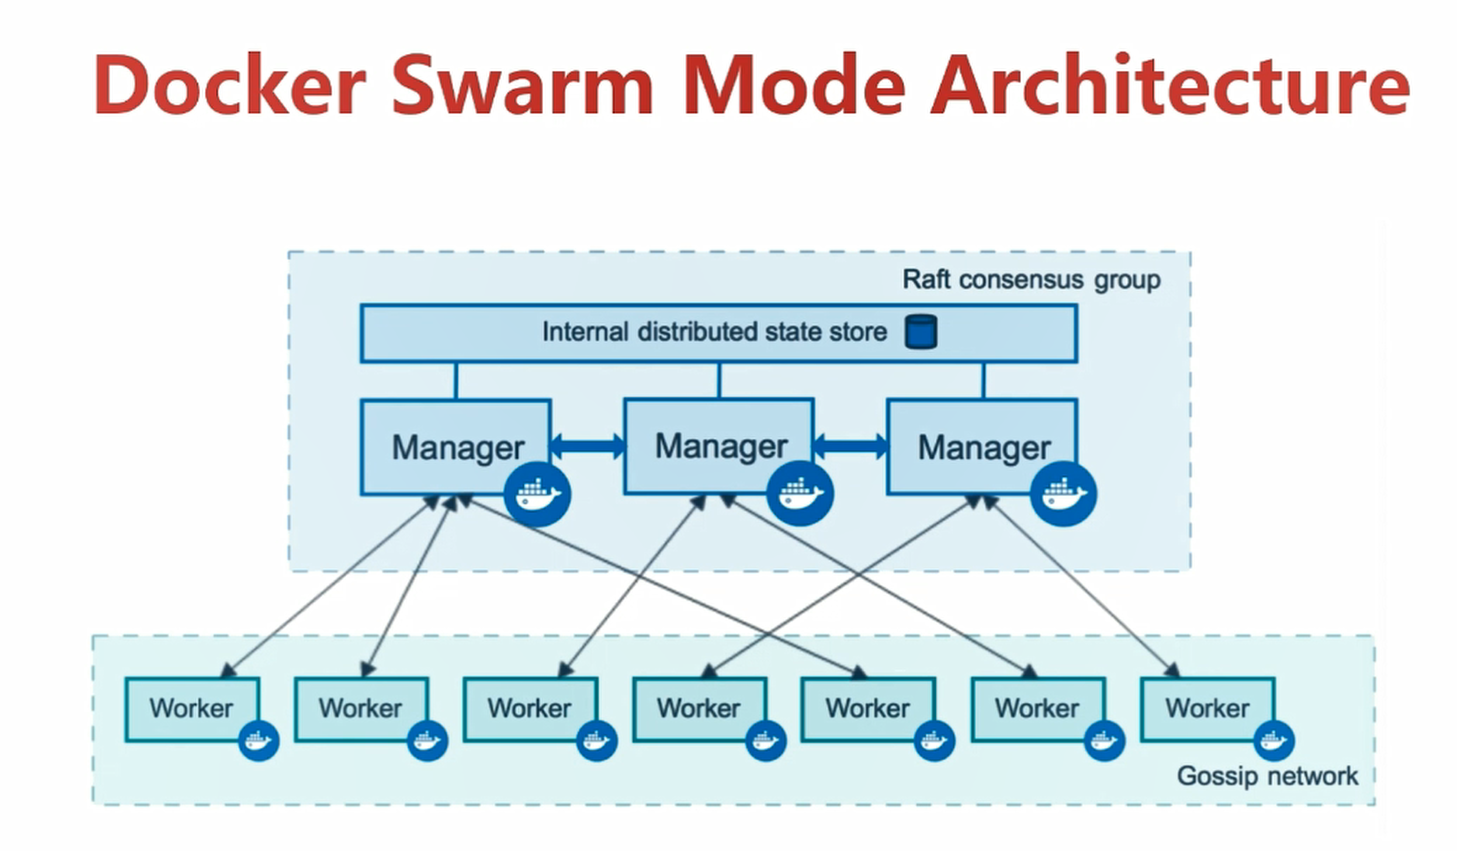 Docker Swarm Mode Architecture
Raft consensus group
Internal distributed state store
Manager
Manager
Manager
Worker
Worker
Worker
Worker
Worker
Worker
Worker
Gossip network